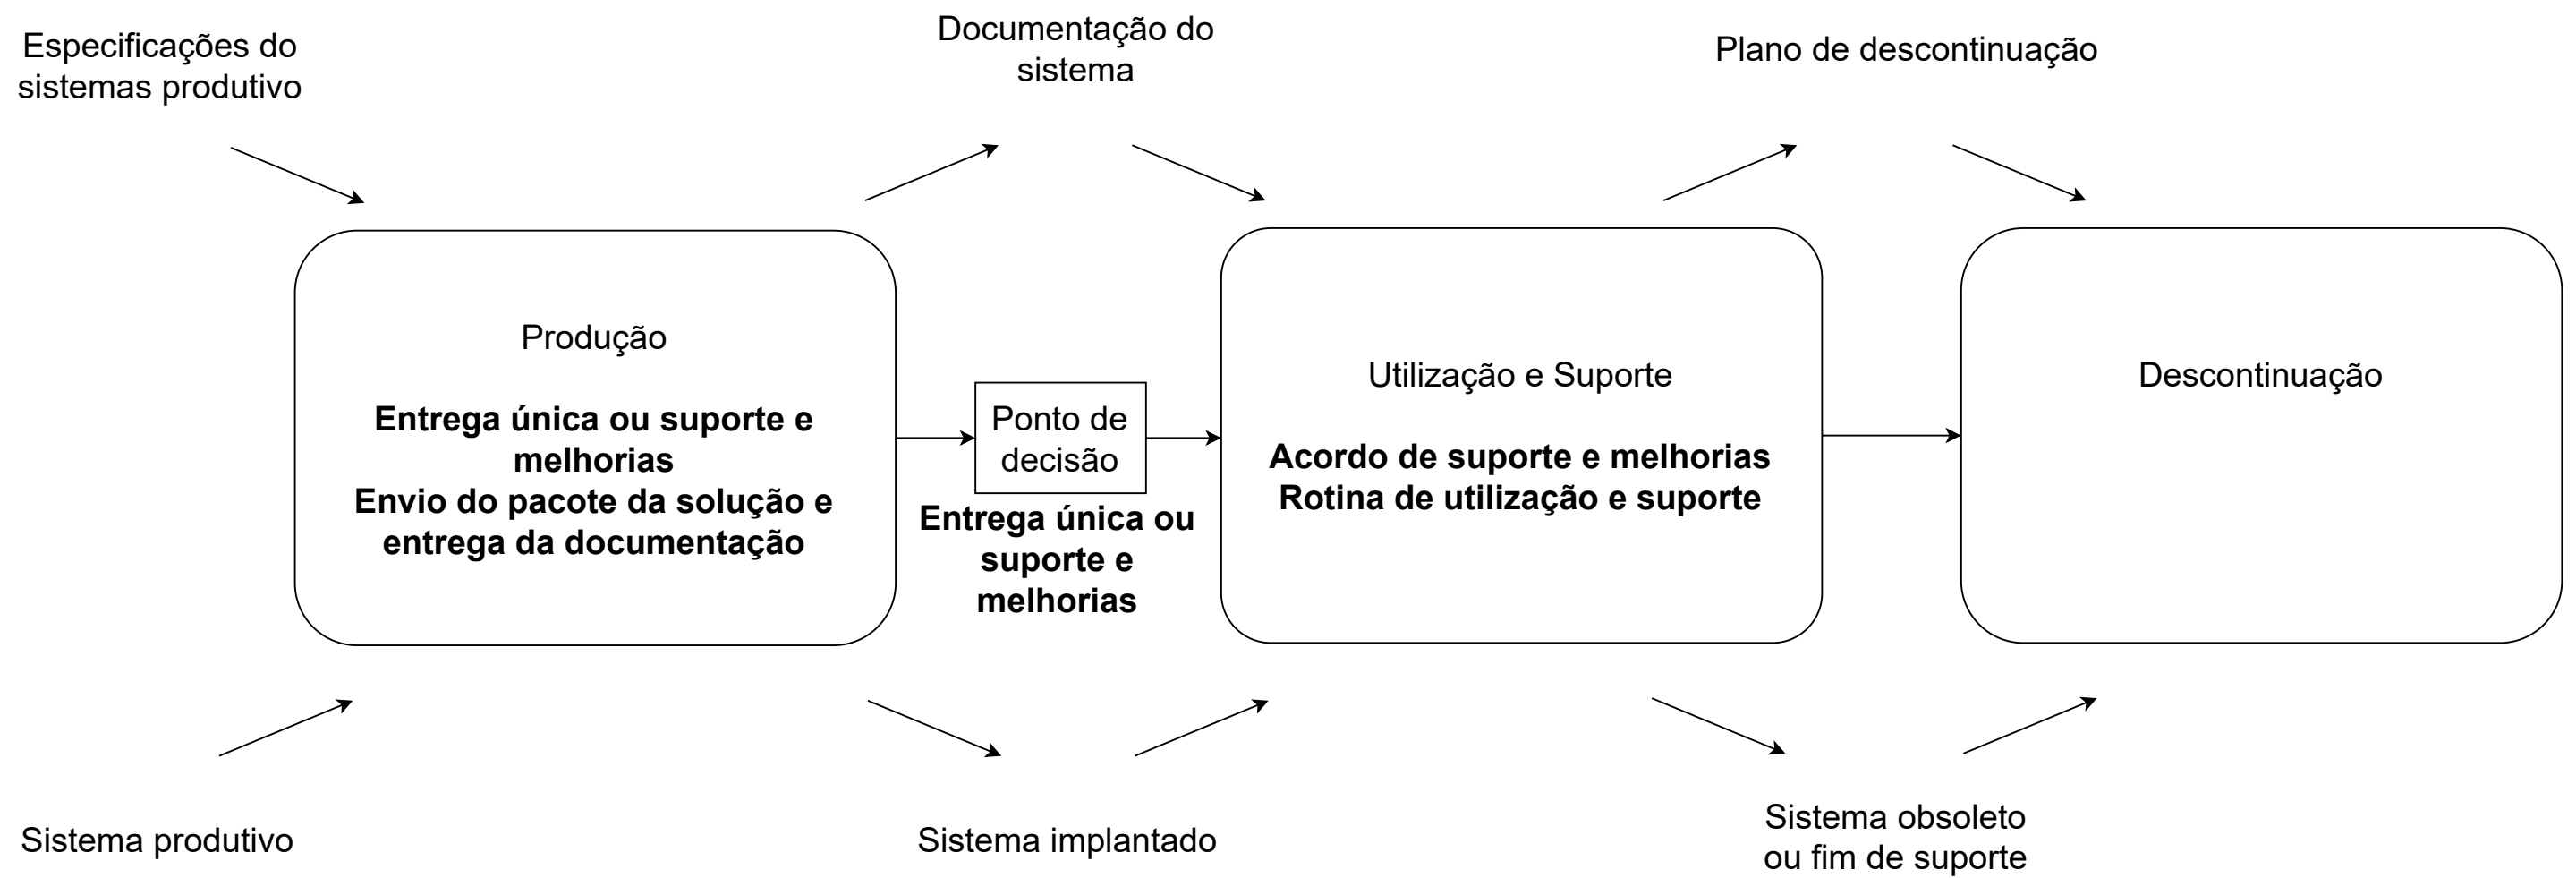 Especificações do
sistemas produtivo
Documentação do
sistema
Plano de descontinuação
Produção
Entrega única ou suporte e
melhorias
Envio do pacote da solução e
entrega da documentação
Ponto de
decisão
Entrega única ou
suporte e
melhorias
Utilização e Suporte
Acordo de suporte e melhorias
Rotina de utilização e suporte
Descontinuação
Sistema produtivo
Sistema implantado
Sistema obsoleto
ou fim de suporte